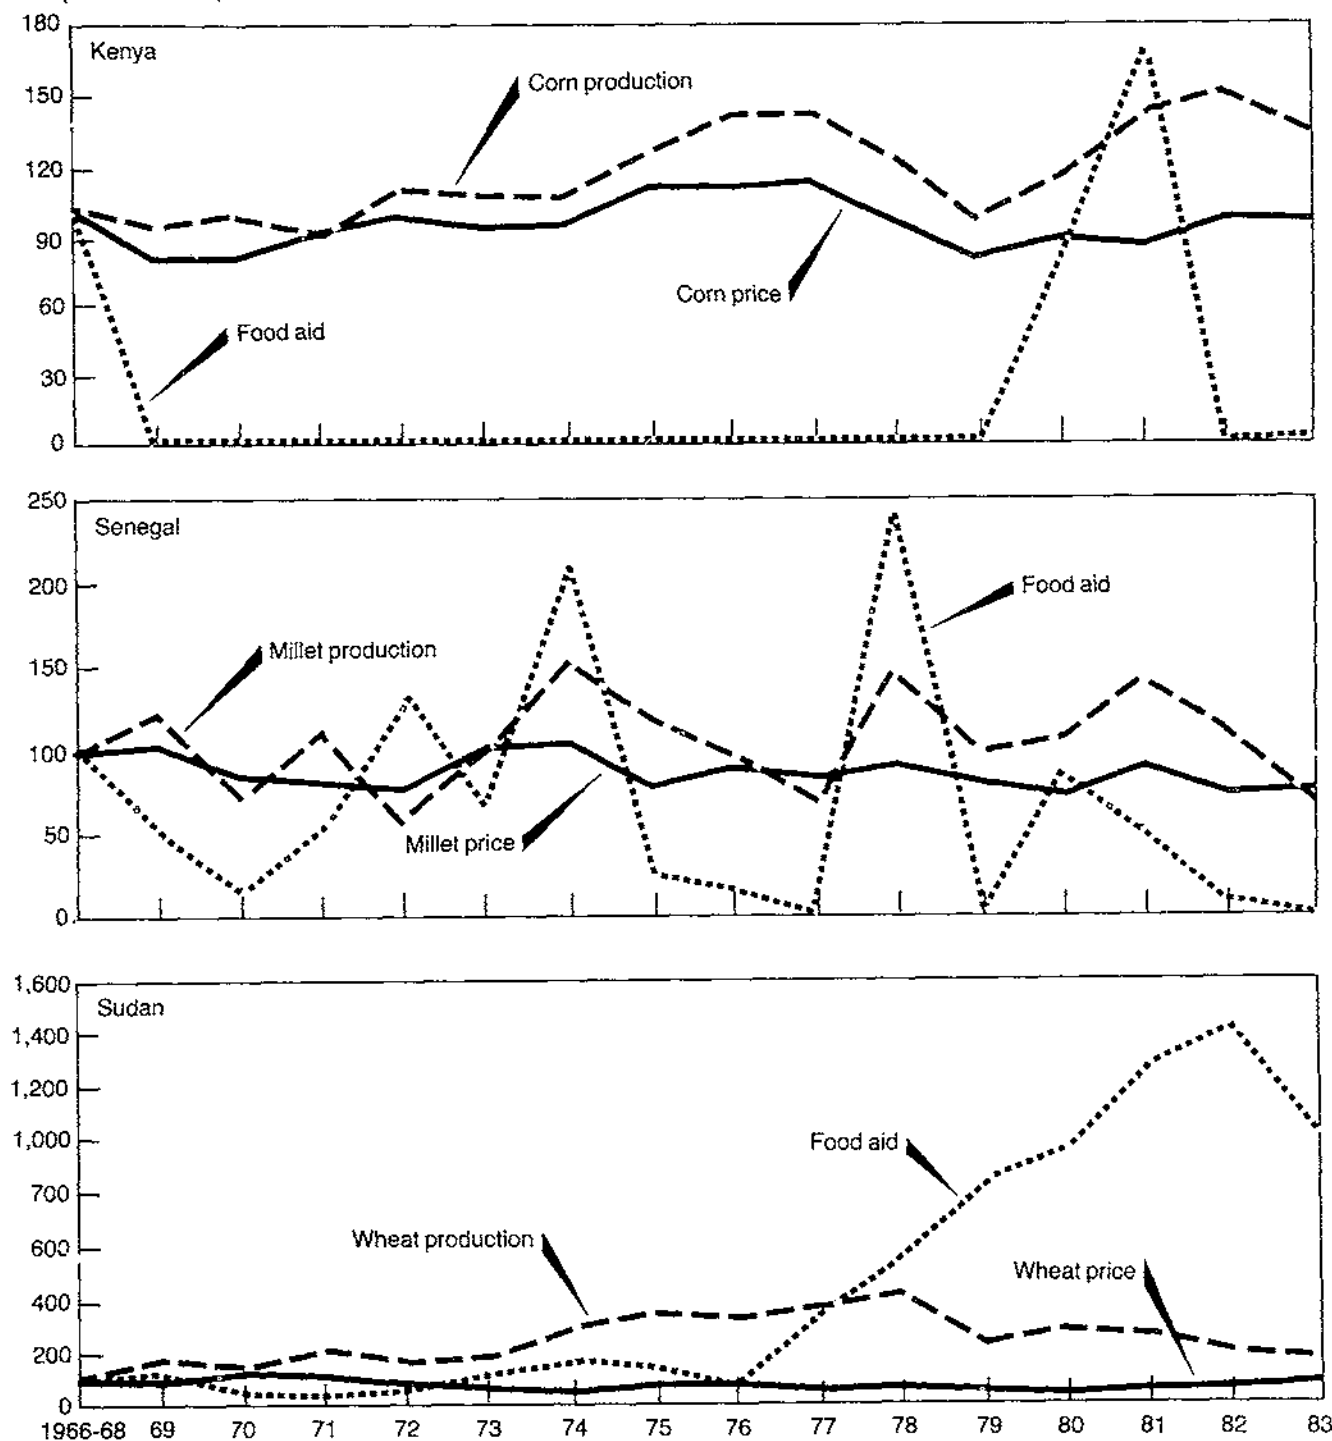 180
Kenya
Corn production
150
120
90
Corn price
60
Food aid
30
0
250
Senegal
200
Food aid
Millet production
150
100
50
Millet price
0
1,600
Sudan
1,400
1,200
1,000
Food aid
700
Wheat production
600
Wheat price
400
200
0
1966-68 69 70 71 72 73 74 75 76 77 78 79 80 81 82 83